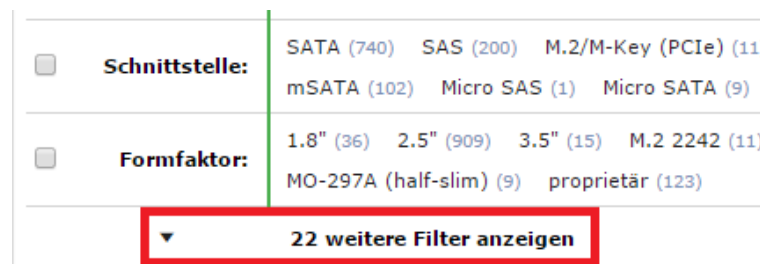 Schnittstelle:
SATA (740) SAS (200) M.2/M-Key (PCIe) (11
mSATA (102) Micro SAS (1) Micro SATA (9)
Formfaktor:
1.8" (36) 2.5" (909) 3.5" (15) M.2 2242 (11)
MO-297A (half-slim) (9) proprietär (123)
▼ 22 weitere Filter anzeigen